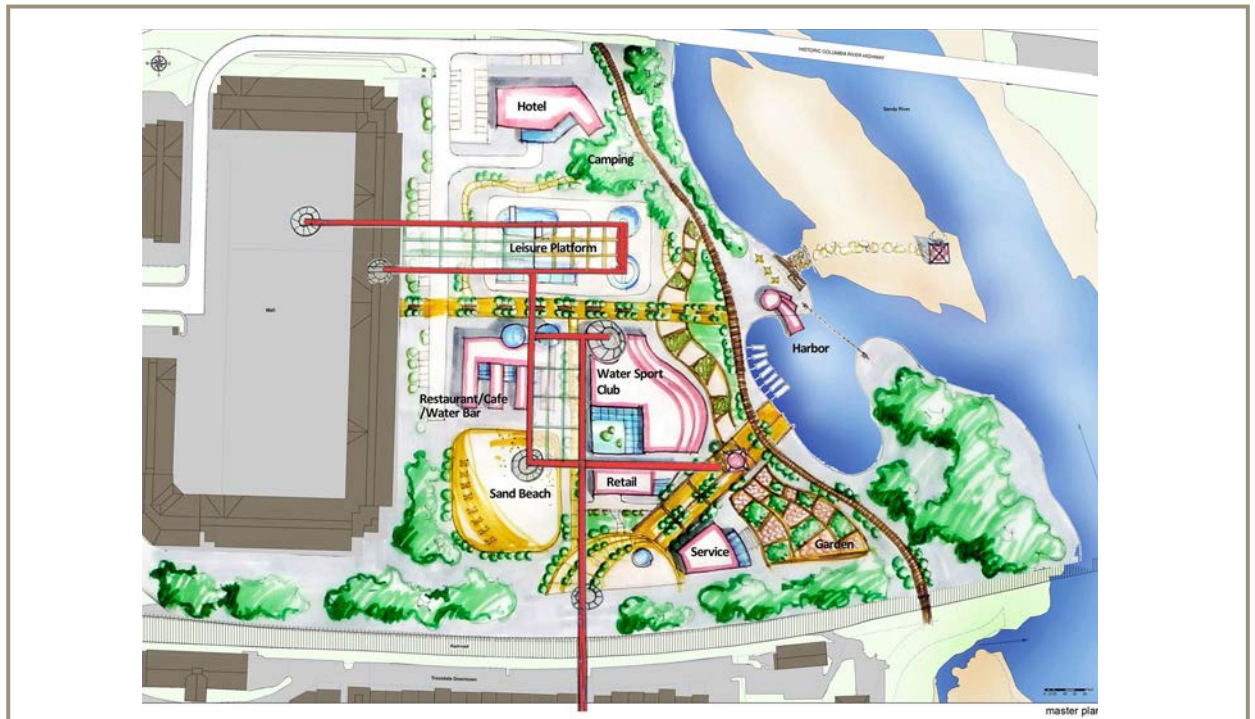 HISTORIC COLUMBIA RIVER HIGHWAY
Hotel
Sandy River
Camping
Leisure Platform
Mall
Harbor
Water Sport
Club
Restaurant/Cafe
/Water Bar
Sand Beach
Retail
Service
Garden
Railroad
Troutdale Downtown
master plan